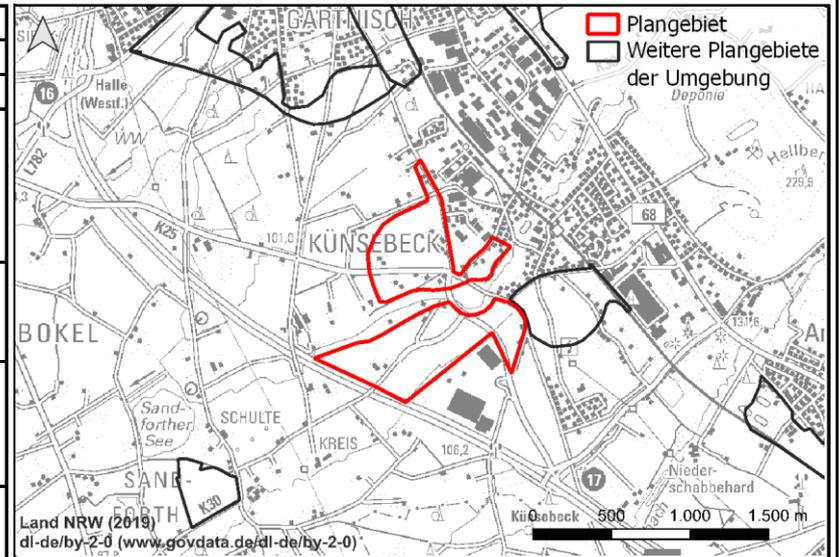 GARTNISCH
Plangebiet
Weitere Plangebiete
der Umgebung
Deponie
Halle
(Westf.)
16
WW
L782
Hellber
229,9
68
K25
101,0
KÜNSEBECK
BOKEL
Sand-
forther
See
SCHULTE
KREIS
106,2
SAND-
FORTH
K30
17
Nieder-
schabbehard
Künsebeck
0 500 1.000 1.500 m
Land NRW (2019)
dl-de/by-2-0 (www.govdata.de/dl-de/by-2-0)